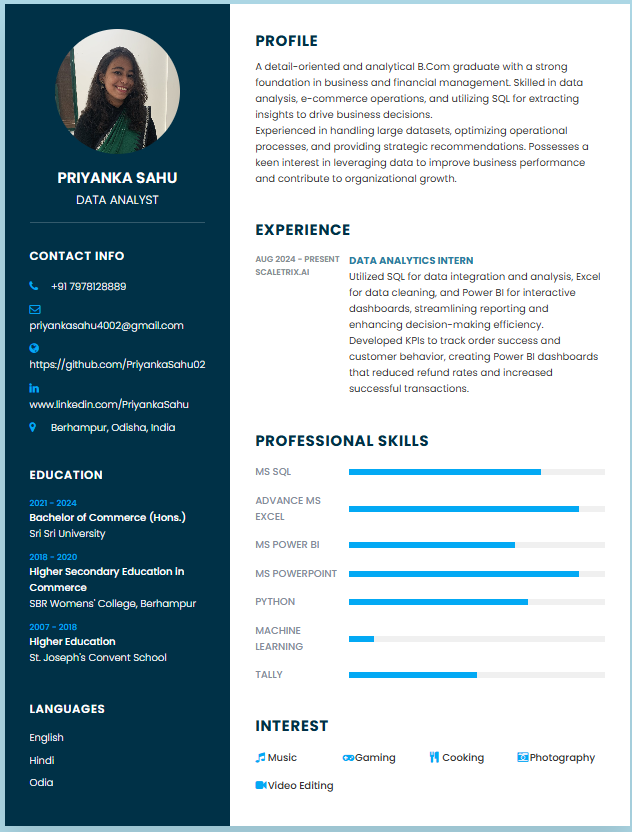 PRIYANKA SAHU
DATA ANALYST
CONTACT INFO
+91 7978128889
priyankasahu4002@gmail.com
https://github.com/PriyankaSahu02
www.linkedin.com/PriyankaSahu
Berhampur, Odisha, India
EDUCATION
2021 - 2024
Bachelor of Commerce (Hons.)
Sri Sri University
2018 - 2020
Higher Secondary Education in
Commerce
SBR Womens' College, Berhampur
2007 - 2018
Higher Education
St. Joseph's Convent School
LANGUAGES
English
Hindi
Odia
PROFILE
A detail-oriented and analytical B.Com graduate with a strong
foundation in business and financial management. Skilled in data
analysis, e-commerce operations, and utilizing SQL for extracting
insights to drive business decisions.
Experienced in handling large datasets, optimizing operational
processes, and providing strategic recommendations. Possesses a
keen interest in leveraging data to improve business performance
and contribute to organizational growth.
EXPERIENCE
AUG 2024 - PRESENT
SCALETRIX.AI
DATA ANALYTICS INTERN
Utilized SQL for data integration and analysis, Excel
for data cleaning, and Power BI for interactive
dashboards, streamlining reporting and
enhancing decision-making efficiency.
Developed KPIs to track order success and
customer behavior, creating Power BI dashboards
that reduced refund rates and increased
successful transactions.
PROFESSIONAL SKILLS
MS SQL
ADVANCE MS
EXCEL
MS POWER BI
MS POWERPOINT
PYTHON
MACHINE
LEARNING
TALLY
INTEREST
Music
Gaming
Cooking
Photography
Video Editing